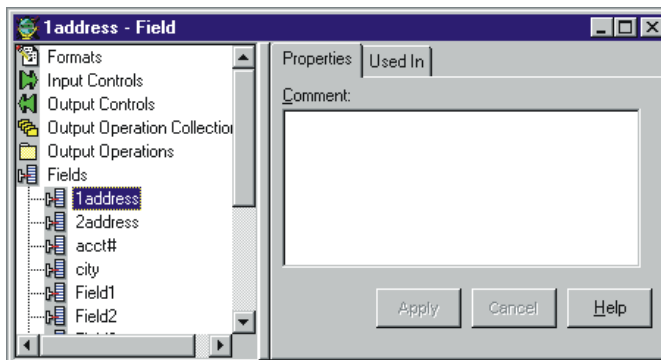 1address - Field
Formats
Input Controls
Output Controls
Output Operation Collection
Output Operations
Fields
1address
2address
acct#
city
Field1
Field2
Properties
Used In
Comment:
Apply
Cancel
Help